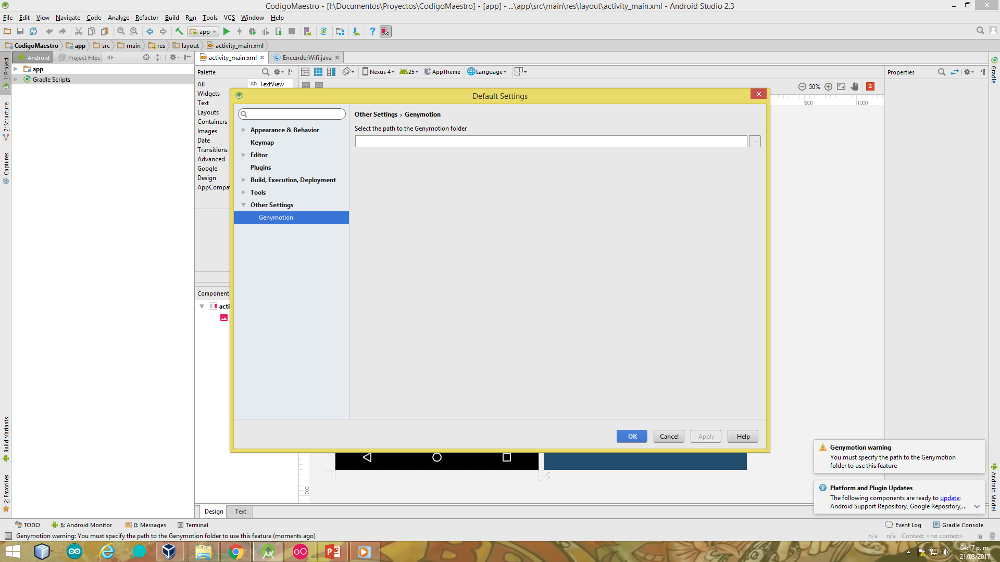 CodigoMaestro - [I:\Documentos\Proyectos\CodigoMaestro] - [app] - ...\app\src\main\res\layout\activity_main.xml - Android Studio 2.3
File Edit View Navigate Code Analyze Refactor Build Run Tools VCS Window Help
app
CodigoMaestro app src main res layout activity_main.xml
Android Project Files
activity_main.xml EncenderWifi.java
1: Project
7: Structure
Captures
Build Variants
2: Favorites
app
Gradle Scripts
Palette
All
Widgets
Text
Layouts
Containers
Images
Date
Transitions
Advanced
Google
Design
AppCompa
Ab TextView
Nexus 4 25 AppTheme Language
50% 2
900 1000
Properties
Gradle
Android Model
Component
acti
Default Settings
Appearance & Behavior
Keymap
Editor
Plugins
Build, Execution, Deployment
Tools
Other Settings
Genymotion
Other Settings › Genymotion
Select the path to the Genymotion folder
...
OK Cancel Apply Help
700
Genymotion warning
You must specify the path to the Genymotion
folder to use this feature
Platform and Plugin Updates
The following components are ready to update:
Android Support Repository, Google Repository,...
Design Text
TODO 6: Android Monitor 0: Messages Terminal Event Log Gradle Console
Genymotion warning: You must specify the path to the Genymotion folder to use this feature (moments ago) n/a n/a Context: <no context>
04:17 p. m.
21/03/2017